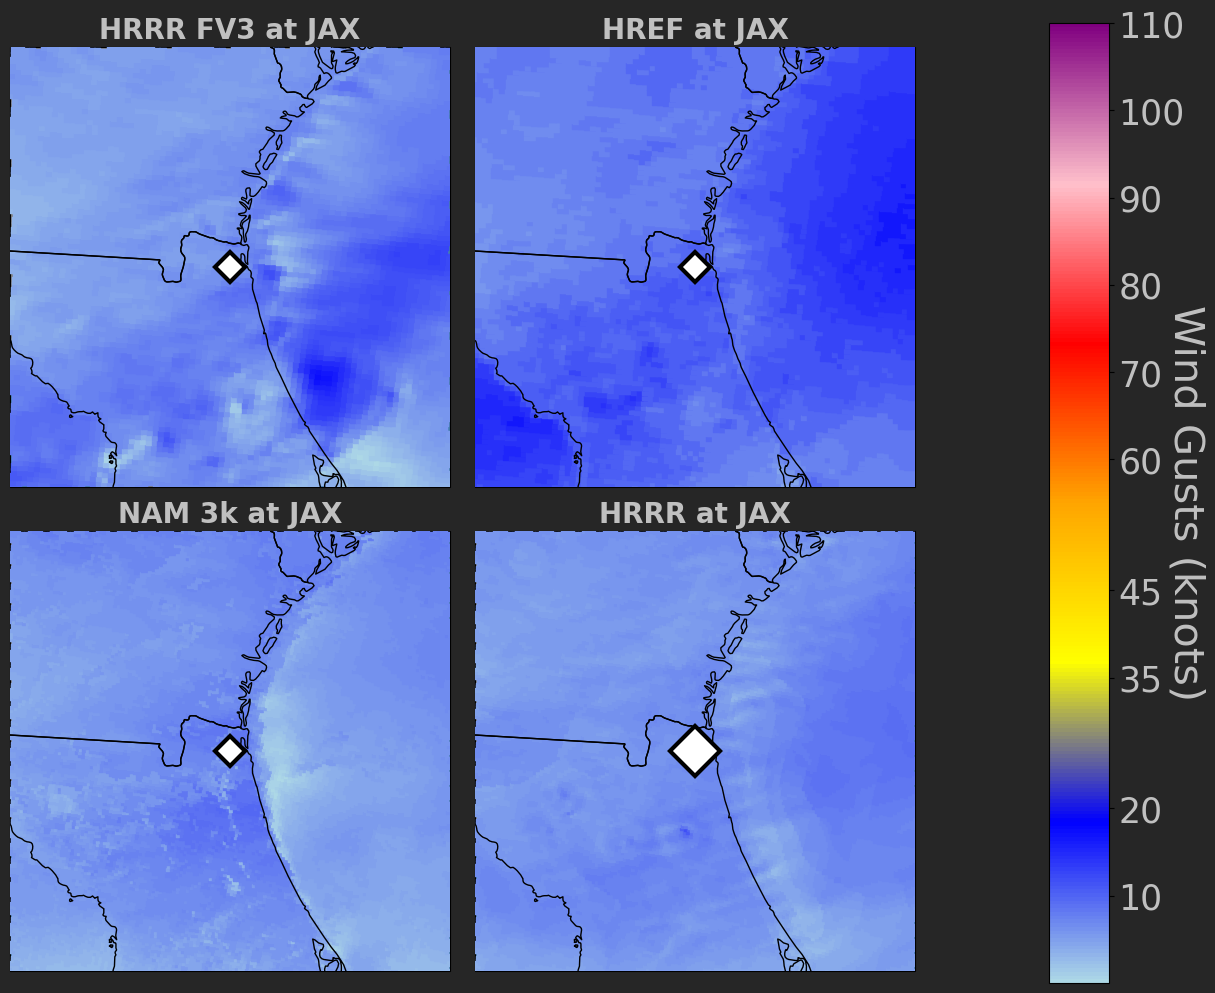 HRRR FV3 at JAX
HREF at JAX
NAM 3k at JAX
HRRR at JAX
110
100
90
80
70
60
45
35
20
10
Wind Gusts (knots)